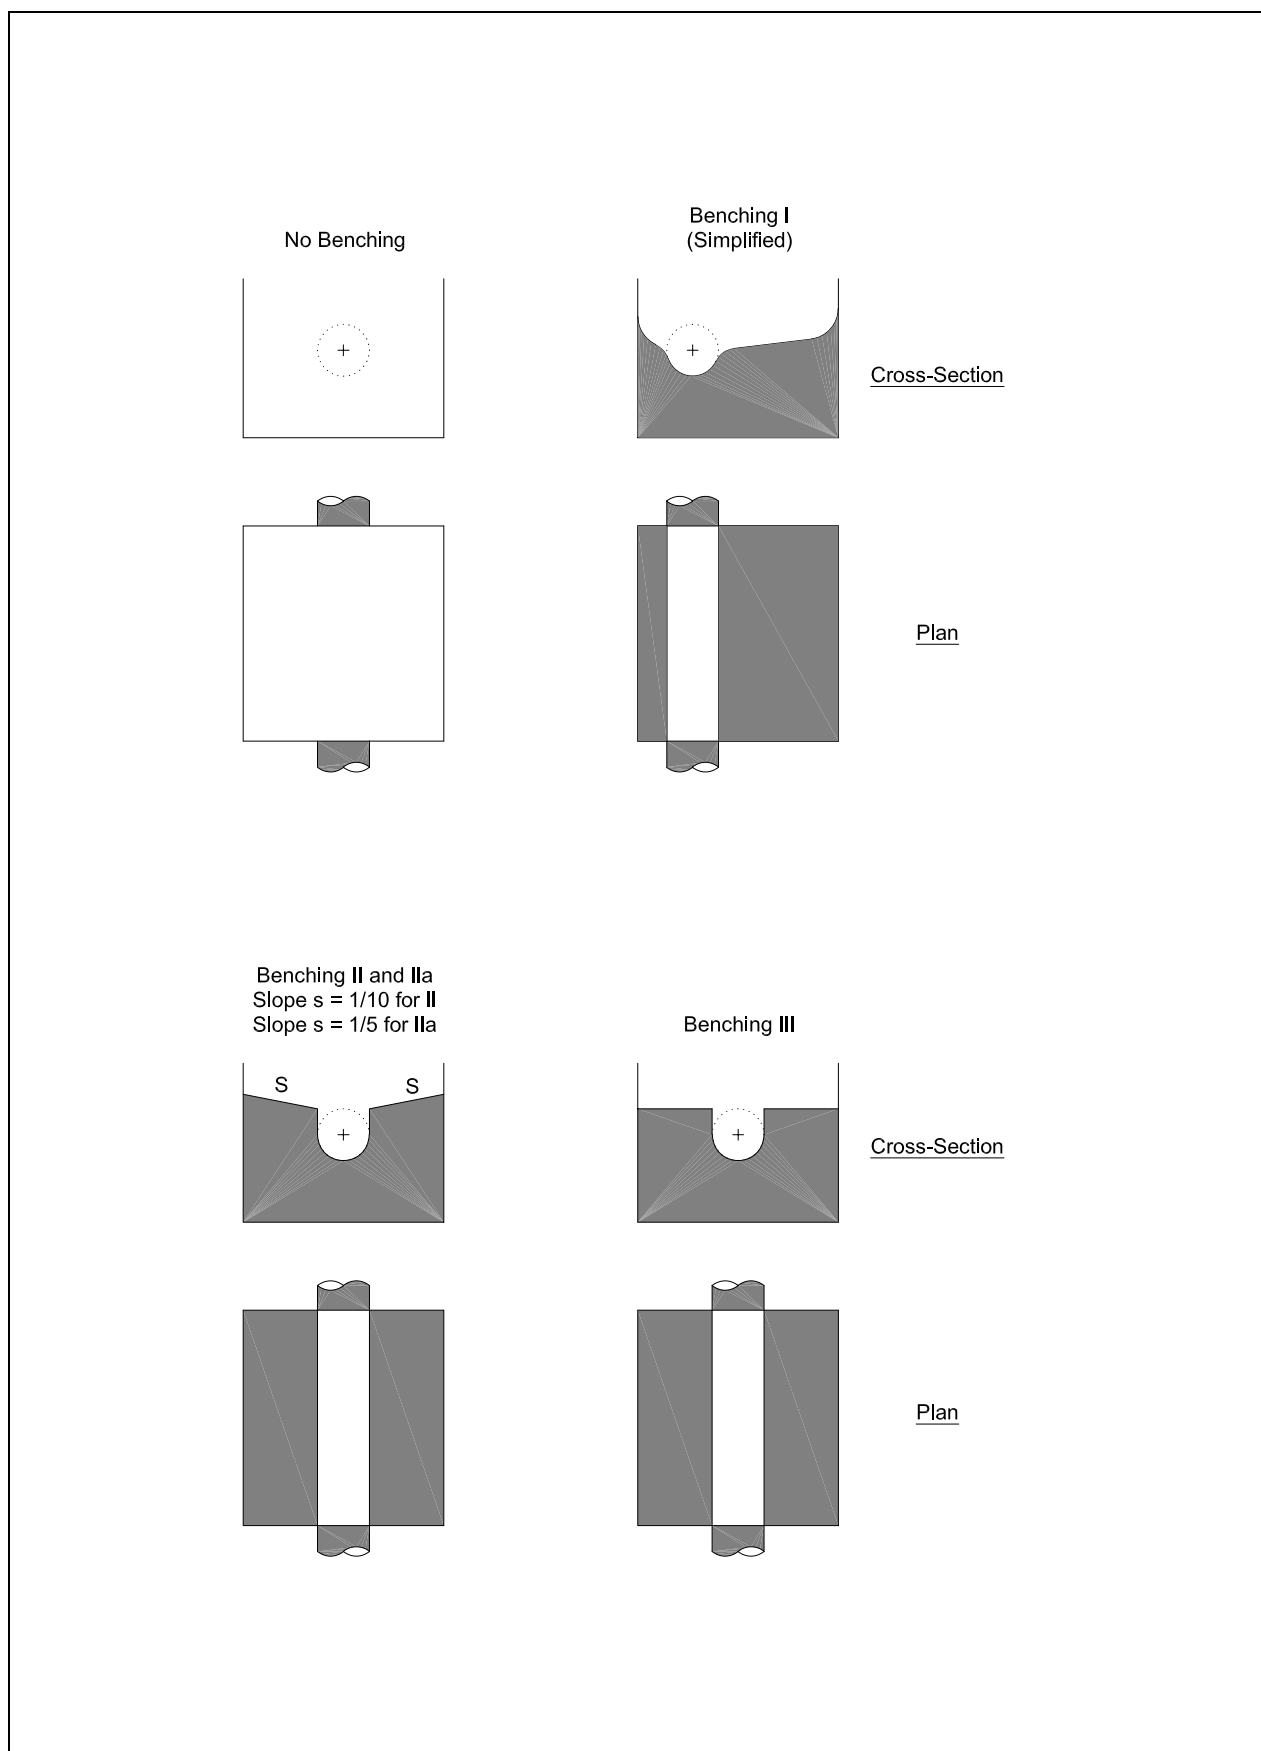 No Benching
Benching I
(Simplified)
Cross-Section
Plan
Benching II and IIa
Slope s = 1/10 for II
Slope s = 1/5 for IIa
Benching III
S
S
Cross-Section
Plan